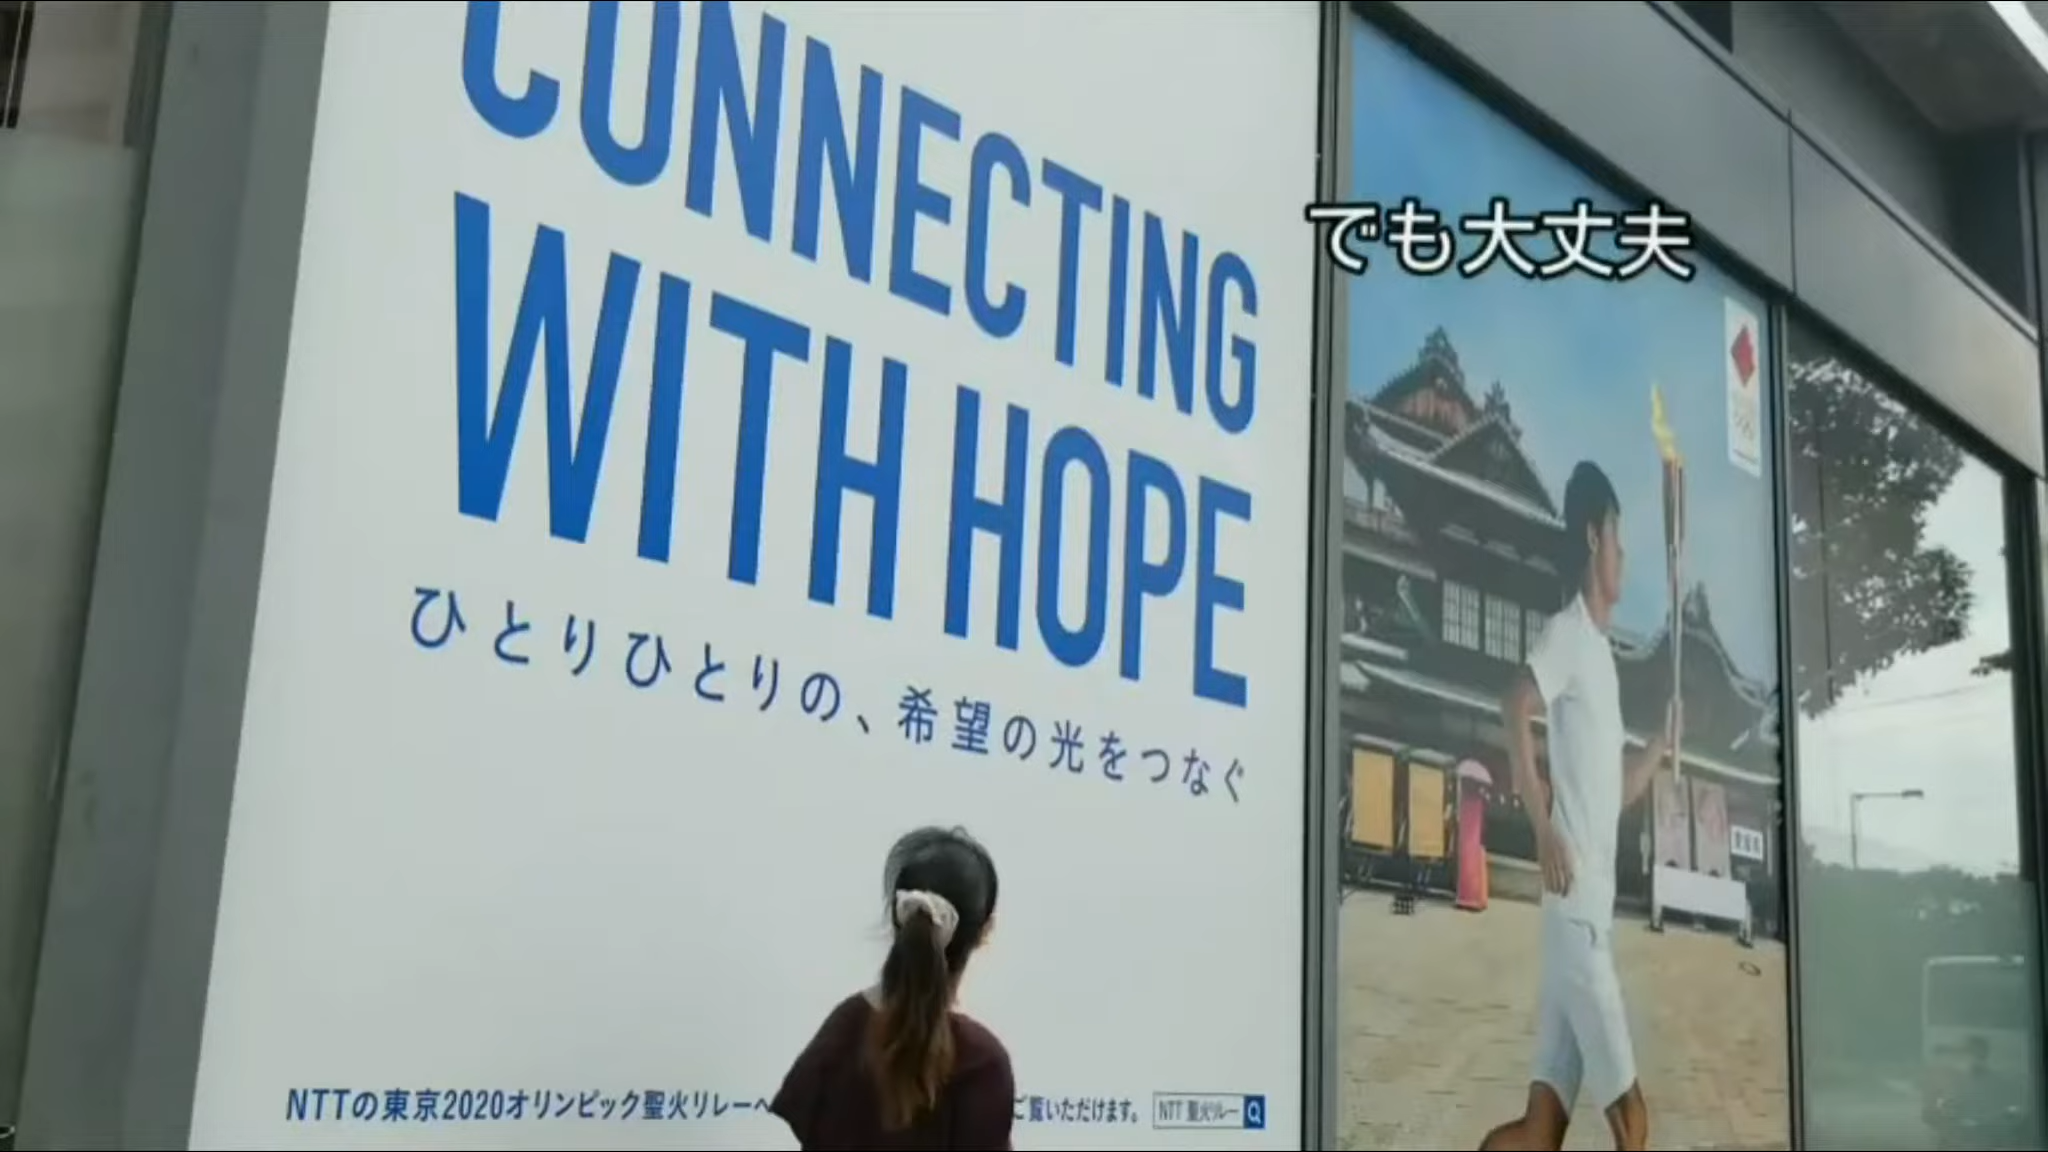 CONNECTING
WITH HOPE
ひとりひとりの、希望の光をつなぐ
NTTの東京2020オリンピック聖火リレーへ
ご覧いただけます。
NTT 聖火リレー
でも大丈夫